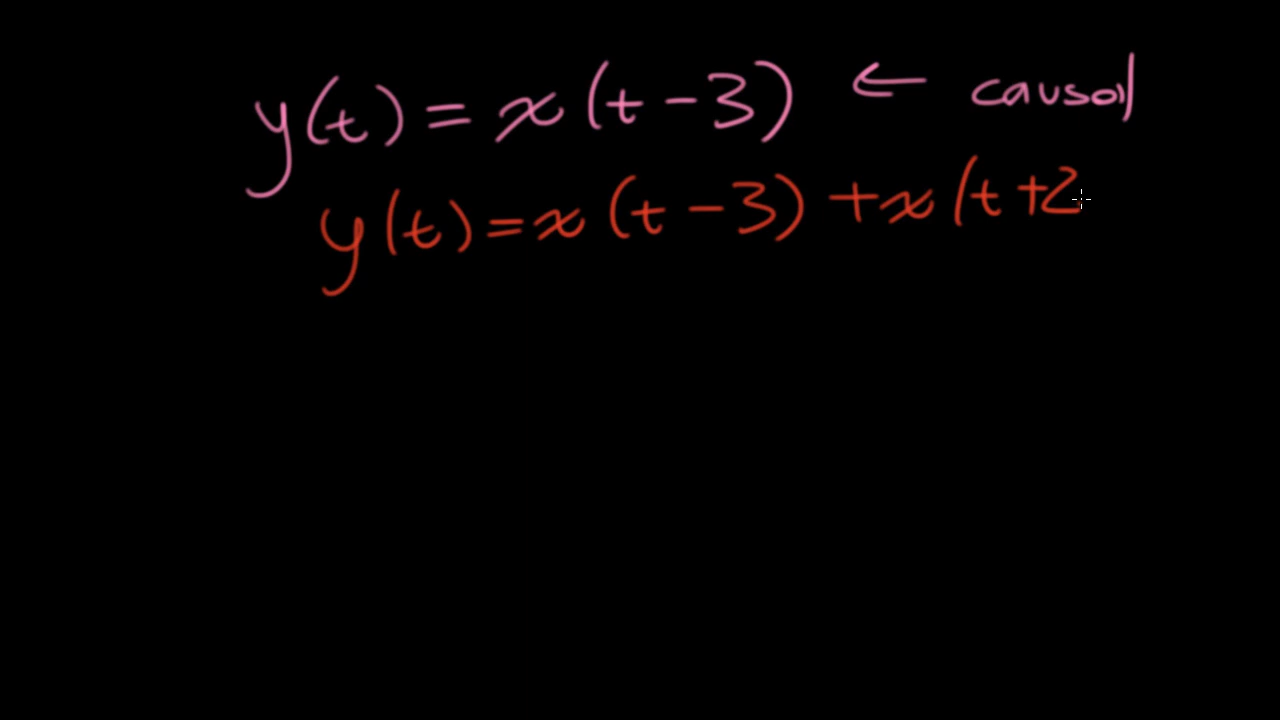 y(t) = x(t-3) ← causal
y(t) = x(t-3) + x(t+2